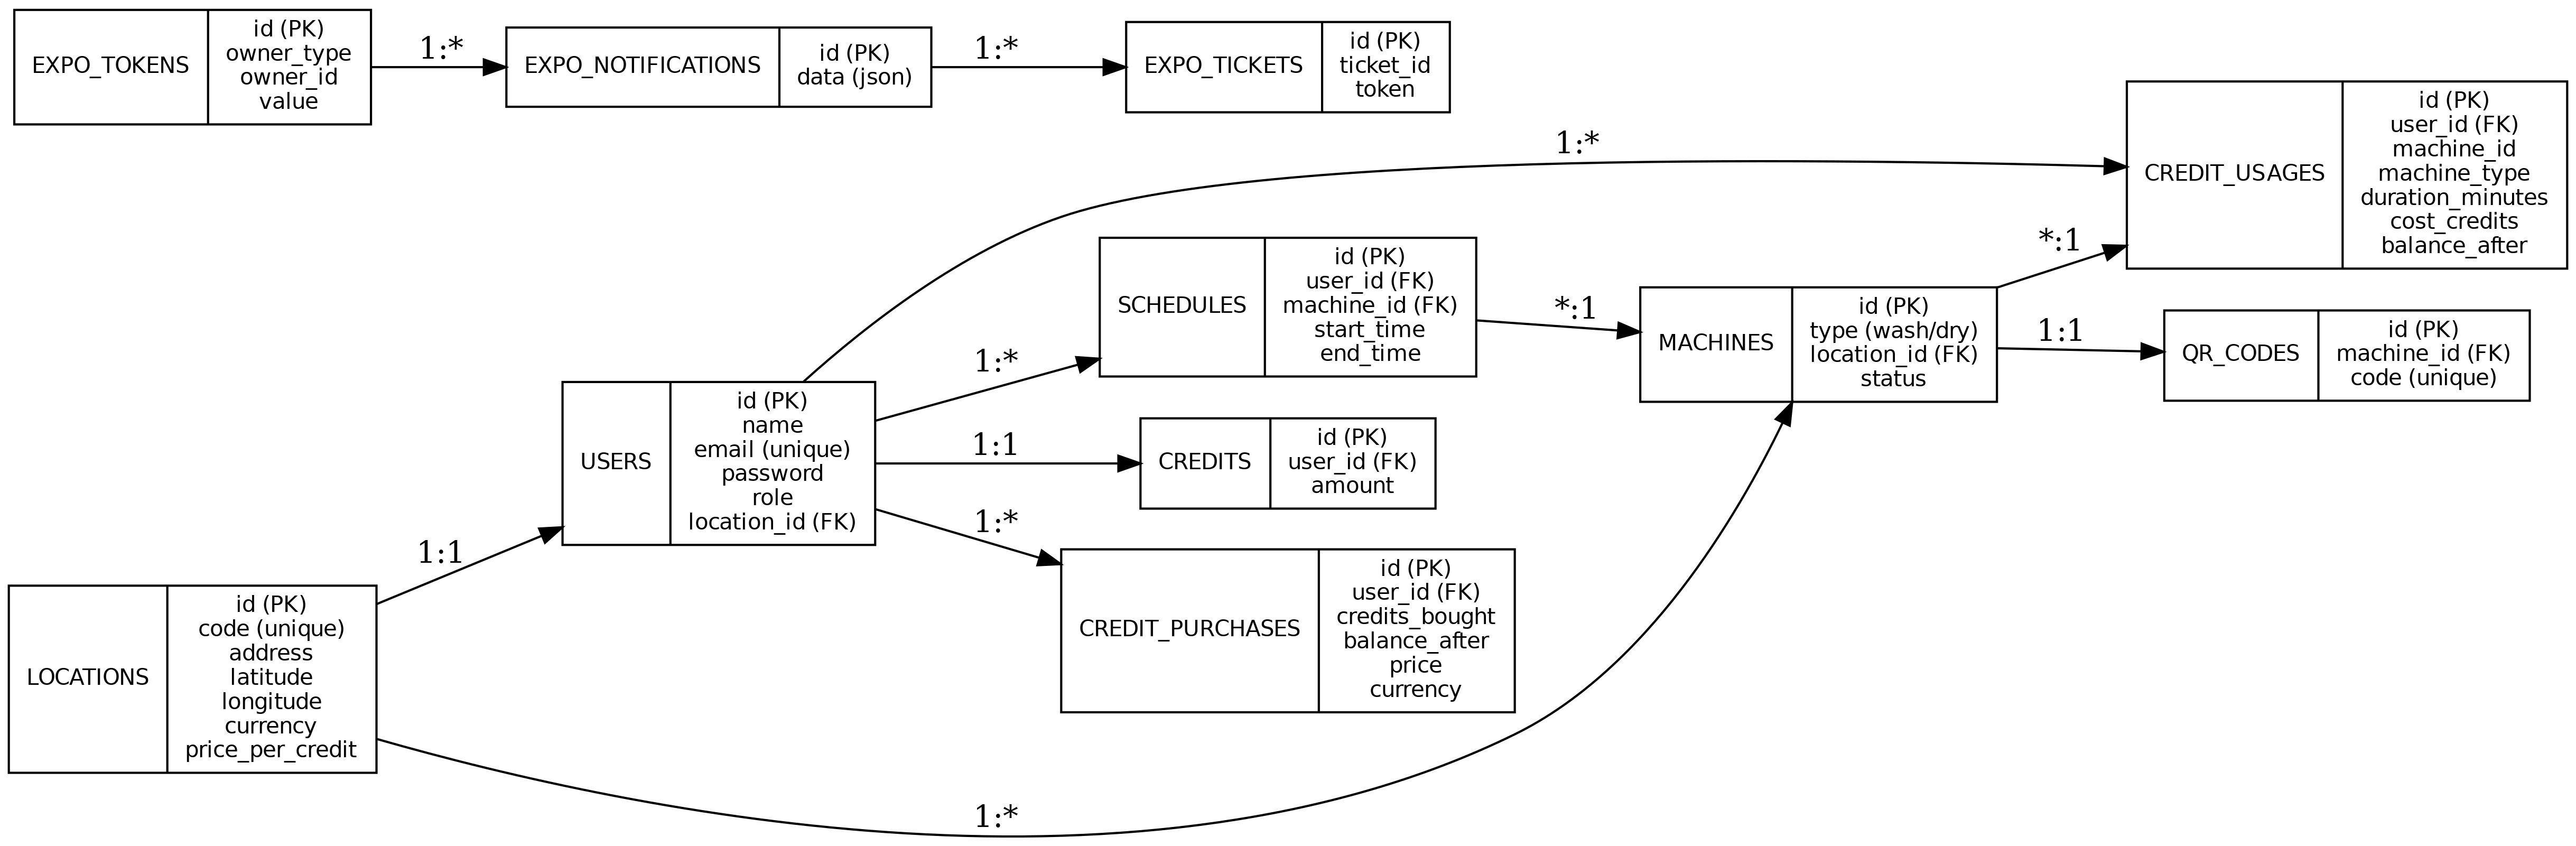 EXPO_TOKENS
id (PK)
owner_type
owner_id
value
1:*
EXPO_NOTIFICATIONS
id (PK)
data (json)
1:*
EXPO_TICKETS
id (PK)
ticket_id
token
1:*
CREDIT_USAGES
id (PK)
user_id (FK)
machine_id
machine_type
duration_minutes
cost_credits
balance_after
SCHEDULES
id (PK)
user_id (FK)
machine_id (FK)
start_time
end_time
*:1
*:1
MACHINES
id (PK)
type (wash/dry)
location_id (FK)
status
1:1
QR_CODES
id (PK)
machine_id (FK)
code (unique)
USERS
id (PK)
name
email (unique)
password
role
location_id (FK)
1:*
1:1
CREDITS
id (PK)
user_id (FK)
amount
1:*
CREDIT_PURCHASES
id (PK)
user_id (FK)
credits_bought
balance_after
price
currency
1:1
LOCATIONS
id (PK)
code (unique)
address
latitude
longitude
currency
price_per_credit
1:*